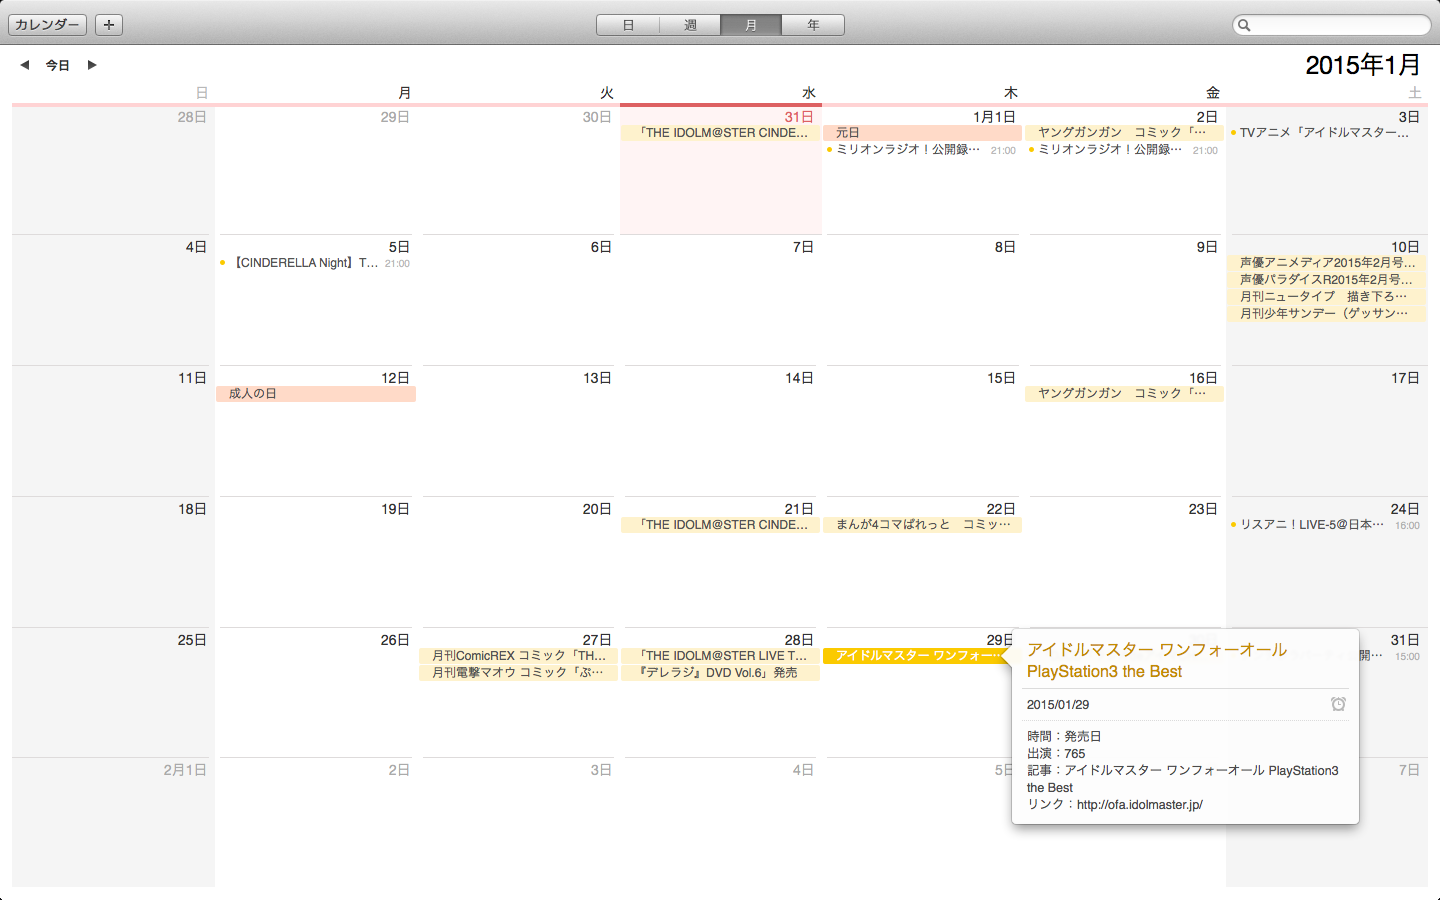 カレンダー
日 週 月 年
今日
2015年1月
日 月 火 水 木 金 土
28日 29日 30日 31日 1月1日 2日 3日
「THE IDOLM@STER CINDE... 元日 ヤングガンガン　コミック「… TVアニメ「アイドルマスター…
ミリオンラジオ！公開録… 21:00 ミリオンラジオ！公開録… 21:00
4日 5日 6日 7日 8日 9日 10日
【CINDERELLA Night】T... 21:00 声優アニメディア2015年2月号…
声優パラダイスR2015年2月号…
月刊ニュータイプ　描き下ろ…
月刊少年サンデー（ゲッサン…
11日 12日 13日 14日 15日 16日 17日
成人の日 ヤングガンガン　コミック「…
18日 19日 20日 21日 22日 23日 24日
「THE IDOLM@STER CINDE... まんが4コマぱれっと　コミッ… リスアニ！LIVE-5@日本… 16:00
25日 26日 27日 28日 29日 31日
月刊ComicREX コミック「TH... 「THE IDOLM@STER LIVE T... アイドルマスター ワンフォー… 開… 15:00
月刊電撃マオウ コミック「ぷ… 『デレラジ』DVD Vol.6」発売
アイドルマスター ワンフォーオール
PlayStation3 the Best
2015/01/29
時間：発売日
出演：765
記事：アイドルマスター ワンフォーオール PlayStation3
the Best
リンク：http://ofa.idolmaster.jp/
2月1日 2日 3日 4日 5日 7日